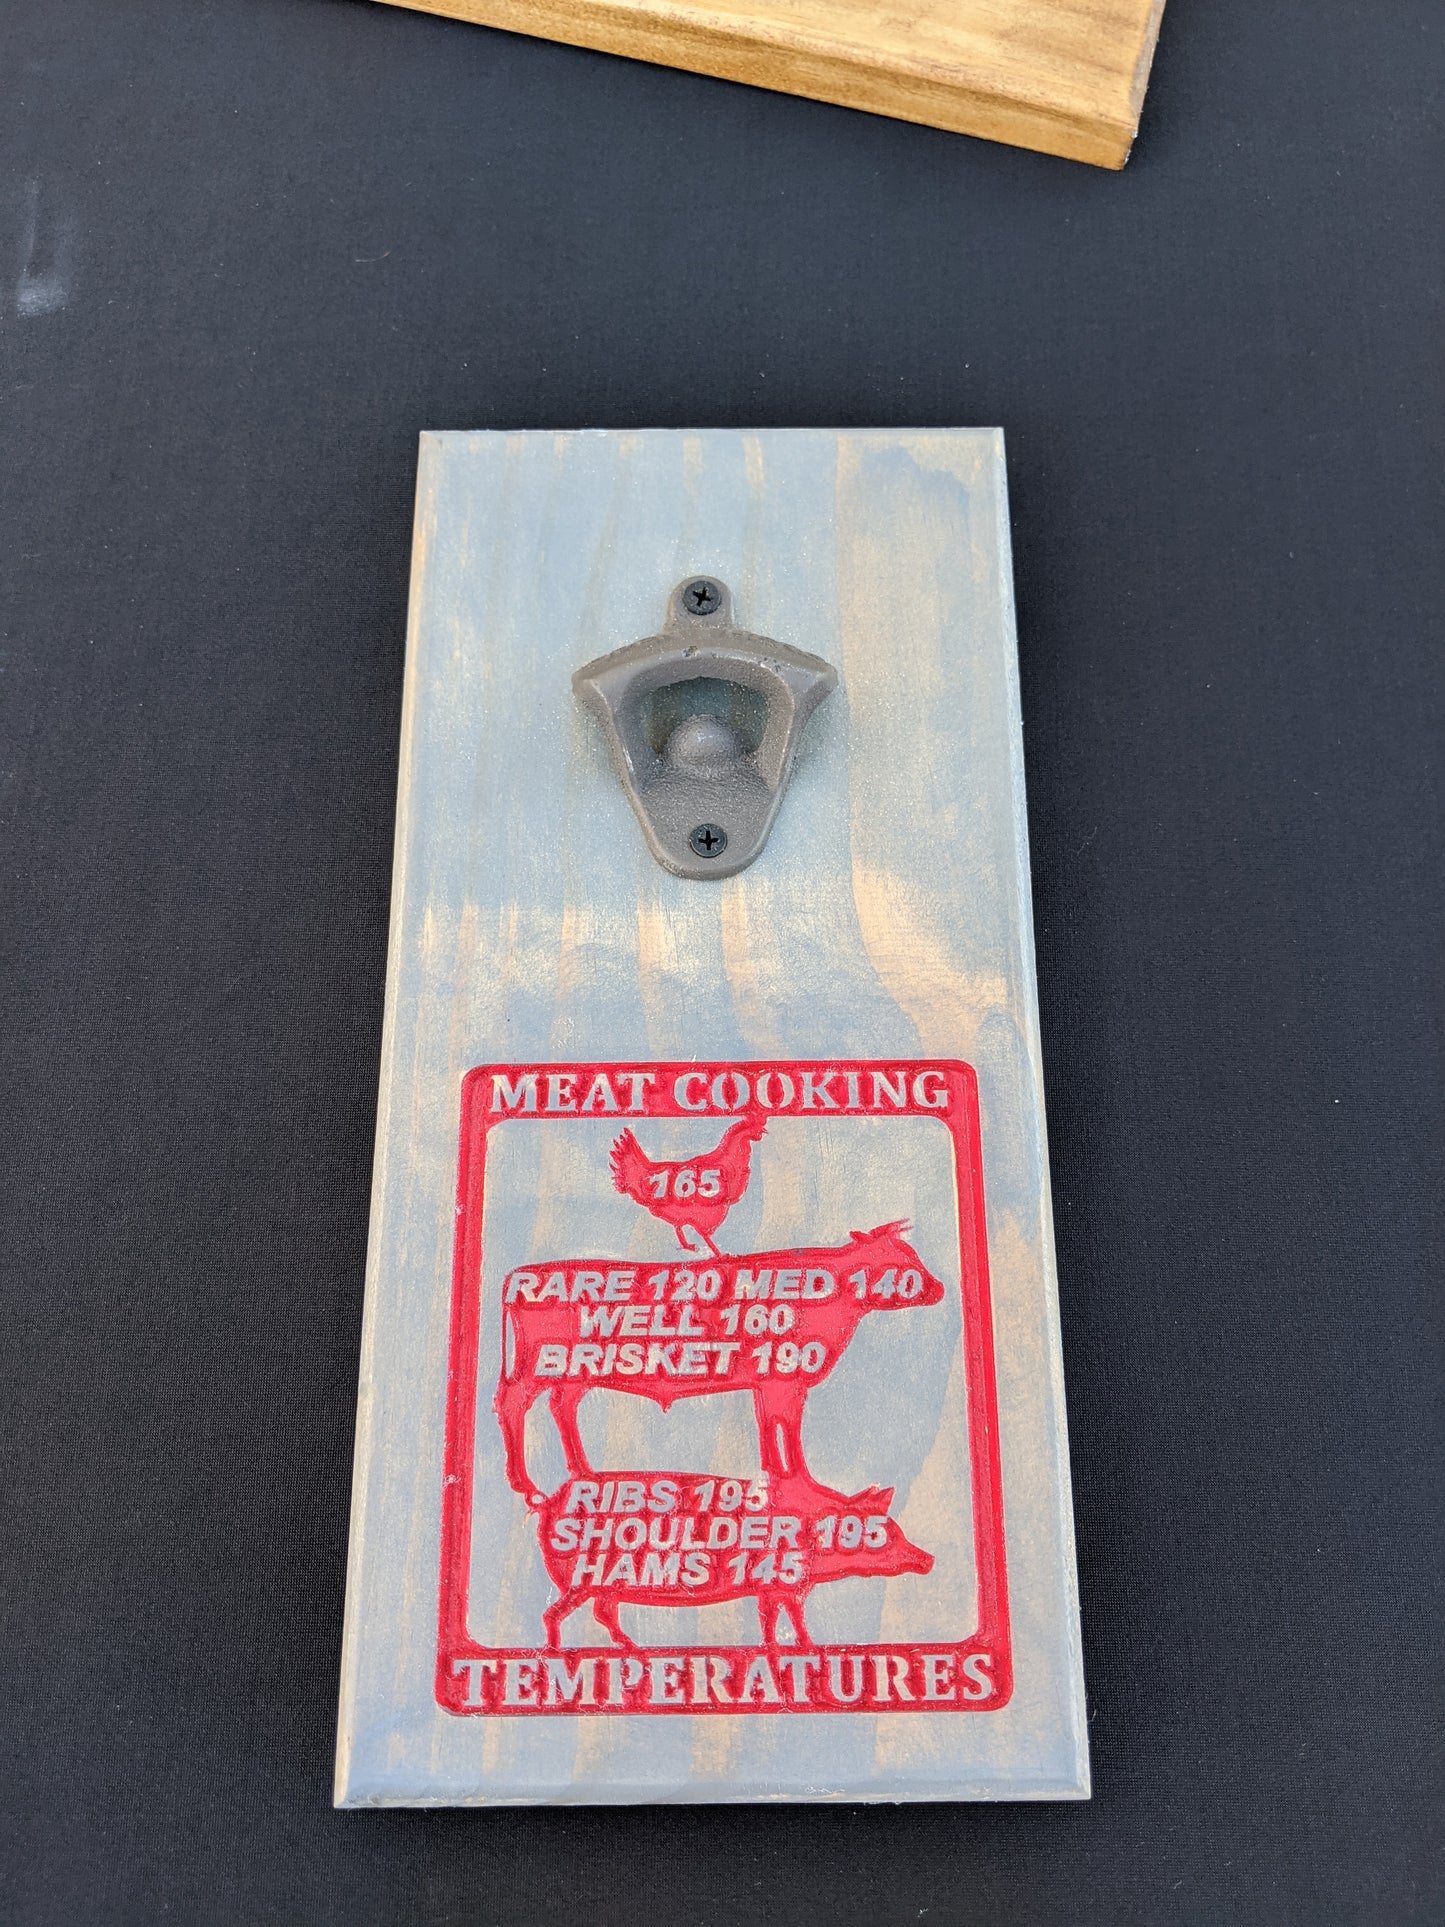 MEAT COOKING
165
RARE 120 MED 140
WELL 160
BRISKET 190
RIBS 195
SHOULDER 195
HAMS 145
TEMPERATURES